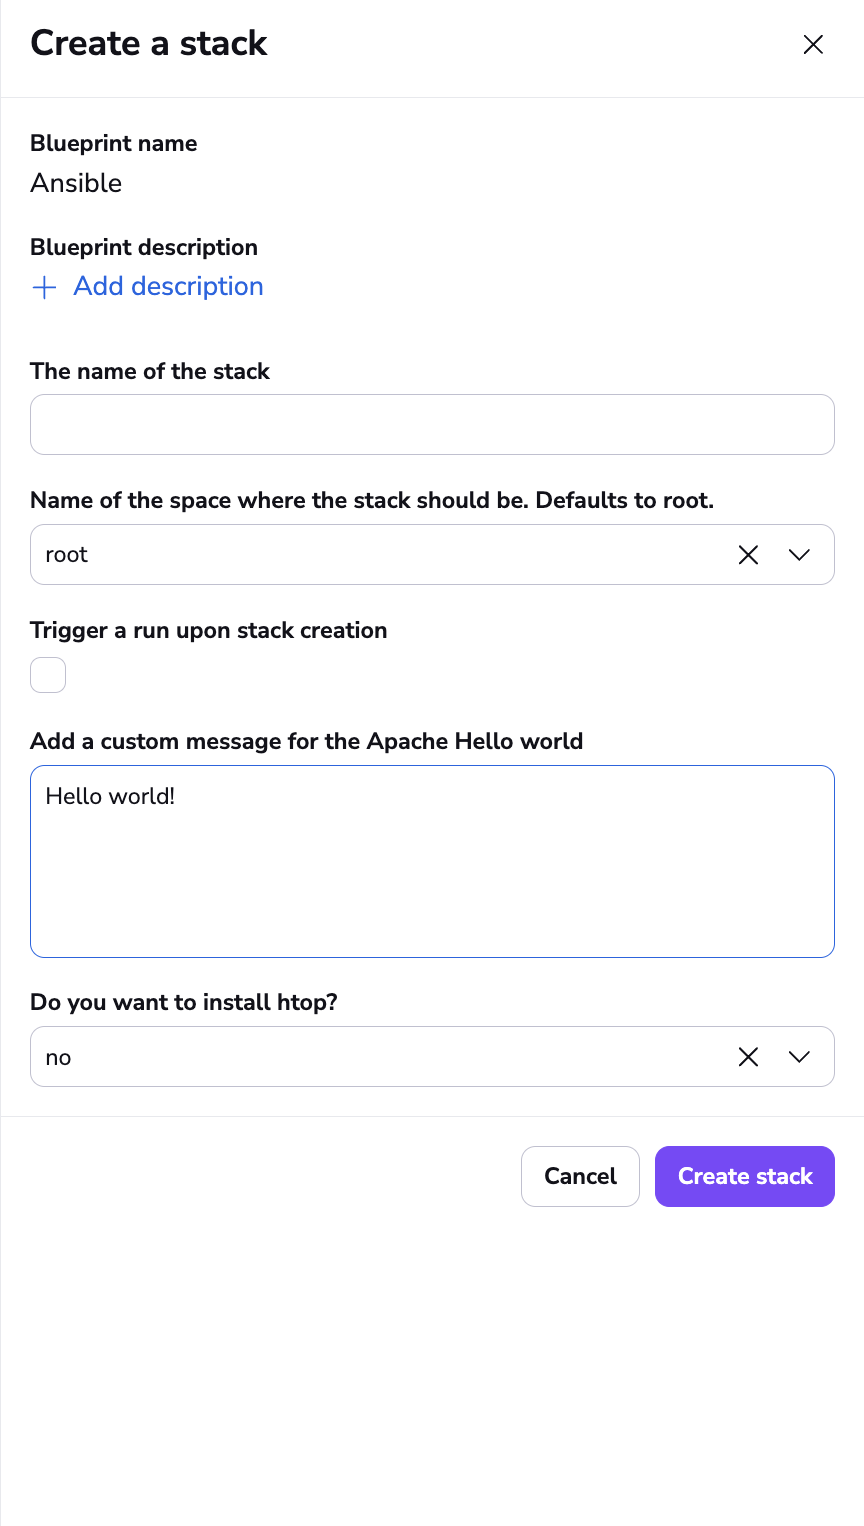 Create a stack
Blueprint name
Ansible
Blueprint description
Add description
The name of the stack
Name of the space where the stack should be. Defaults to root.
root
Trigger a run upon stack creation
Add a custom message for the Apache Hello world
Hello world!
Do you want to install htop?
no
Cancel
Create stack